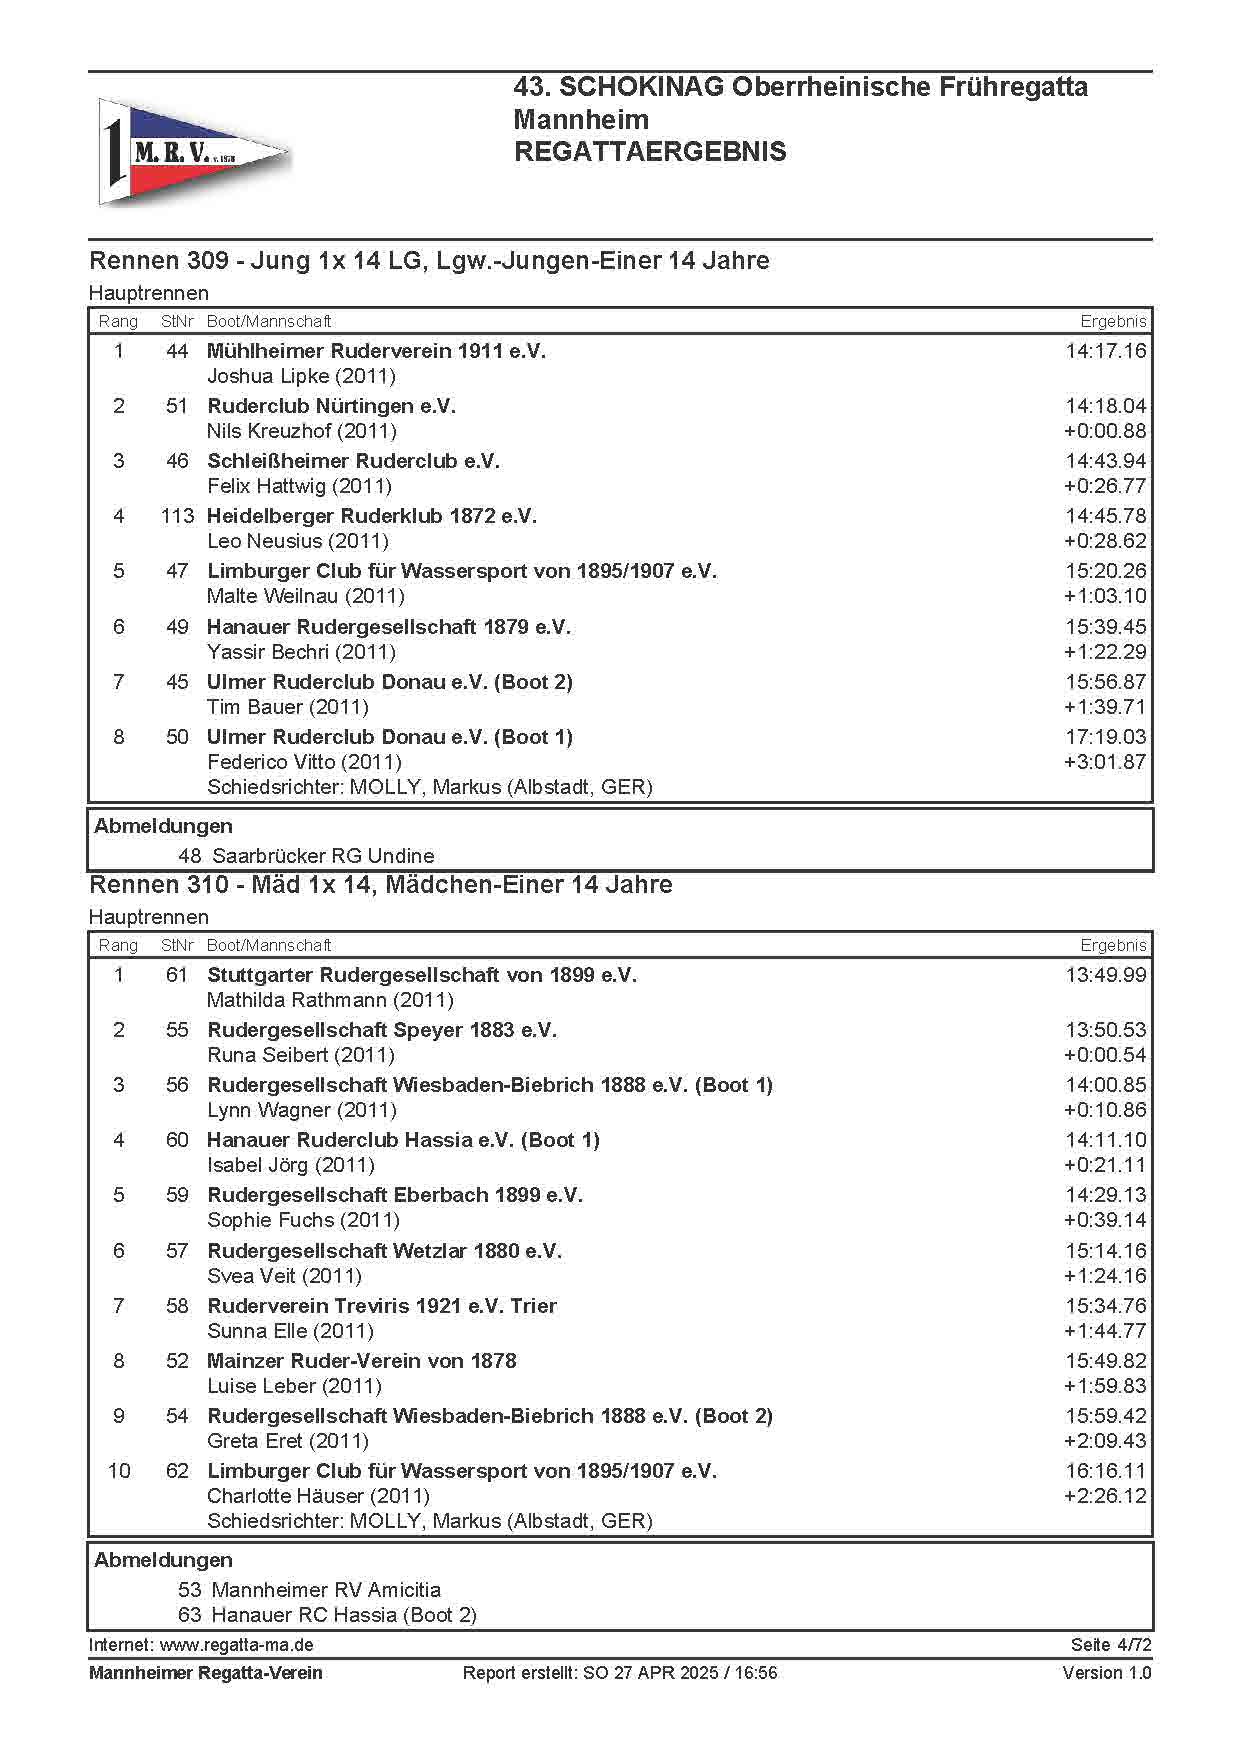 43. SCHOKINAG Oberrheinische Frühregatta
Mannheim
REGATTAERGEBNIS
1 M. R. V. v. 1875
Rennen 309 - Jung 1x 14 LG, Lgw.-Jungen-Einer 14 Jahre
Hauptrennen
Rang StNr Boot/Mannschaft Ergebnis
1 44 Mühlheimer Ruderverein 1911 e.V. 14:17.16
Joshua Lipke (2011)
2 51 Ruderclub Nürtingen e.V. 14:18.04
Nils Kreuzhof (2011) +0:00.88
3 46 Schleißheimer Ruderclub e.V. 14:43.94
Felix Hattwig (2011) +0:26.77
4 113 Heidelberger Ruderklub 1872 e.V. 14:45.78
Leo Neusius (2011) +0:28.62
5 47 Limburger Club für Wassersport von 1895/1907 e.V. 15:20.26
Malte Weilnau (2011) +1:03.10
6 49 Hanauer Rudergesellschaft 1879 e.V. 15:39.45
Yassir Bechri (2011) +1:22.29
7 45 Ulmer Ruderclub Donau e.V. (Boot 2) 15:56.87
Tim Bauer (2011) +1:39.71
8 50 Ulmer Ruderclub Donau e.V. (Boot 1) 17:19.03
Federico Vitto (2011) +3:01.87
Schiedsrichter: MOLLY, Markus (Albstadt, GER)
Abmeldungen
48 Saarbrücker RG Undine
Rennen 310 - Mäd 1x 14, Mädchen-Einer 14 Jahre
Hauptrennen
Rang StNr Boot/Mannschaft Ergebnis
1 61 Stuttgarter Rudergesellschaft von 1899 e.V. 13:49.99
Mathilda Rathmann (2011)
2 55 Rudergesellschaft Speyer 1883 e.V. 13:50.53
Runa Seibert (2011) +0:00.54
3 56 Rudergesellschaft Wiesbaden-Biebrich 1888 e.V. (Boot 1) 14:00.85
Lynn Wagner (2011) +0:10.86
4 60 Hanauer Ruderclub Hassia e.V. (Boot 1) 14:11.10
Isabel Jörg (2011) +0:21.11
5 59 Rudergesellschaft Eberbach 1899 e.V. 14:29.13
Sophie Fuchs (2011) +0:39.14
6 57 Rudergesellschaft Wetzlar 1880 e.V. 15:14.16
Svea Veit (2011) +1:24.16
7 58 Ruderverein Treviris 1921 e.V. Trier 15:34.76
Sunna Elle (2011) +1:44.77
8 52 Mainzer Ruder-Verein von 1878 15:49.82
Luise Leber (2011) +1:59.83
9 54 Rudergesellschaft Wiesbaden-Biebrich 1888 e.V. (Boot 2) 15:59.42
Greta Eret (2011) +2:09.43
10 62 Limburger Club für Wassersport von 1895/1907 e.V. 16:16.11
Charlotte Häuser (2011) +2:26.12
Schiedsrichter: MOLLY, Markus (Albstadt, GER)
Abmeldungen
53 Mannheimer RV Amicitia
63 Hanauer RC Hassia (Boot 2)
Internet: www.regatta-ma.de Seite 4/72
Mannheimer Regatta-Verein Report erstellt: SO 27 APR 2025 / 16:56 Version 1.0